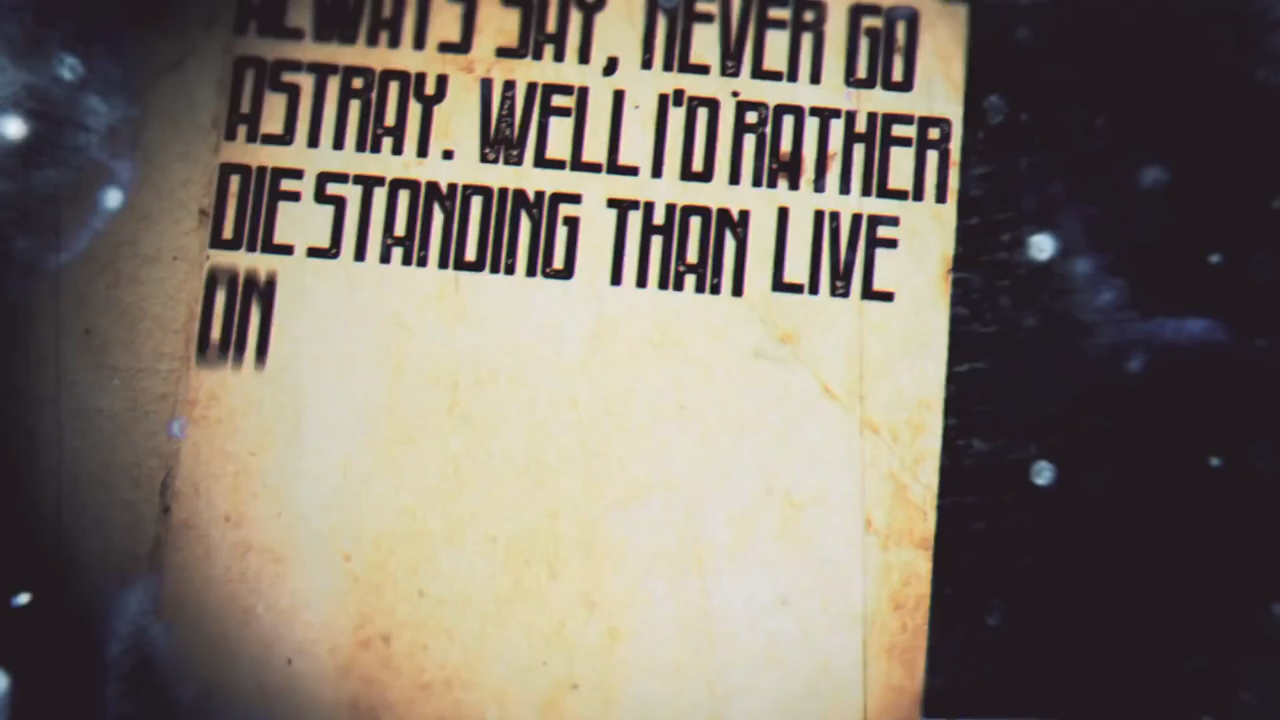 ALWAYS SAY, NEVER GO
ASTRAY. WELL I'D RATHER
DIE STANDING THAN LIVE
ON